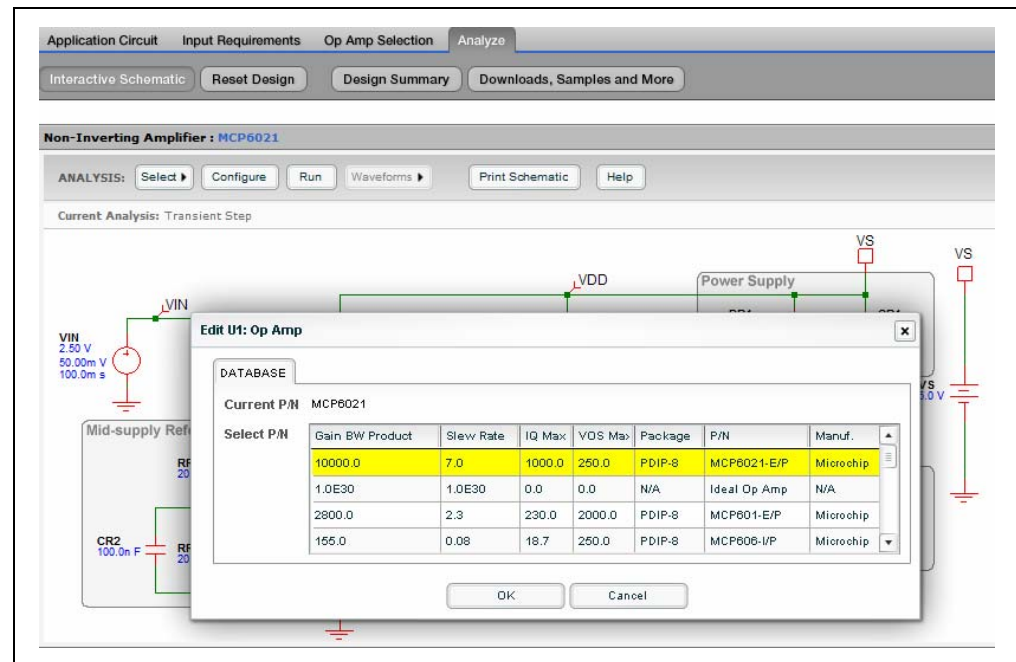 Application Circuit Input Requirements Op Amp Selection Analyze
Interactive Schematic Reset Design Design Summary Downloads, Samples and More
Non-Inverting Amplifier : MCP6021
ANALYSIS: Select Configure Run Waveforms Print Schematic Help
Current Analysis: Transient Step
VS
VS
VDD
Power Supply
VIN
VIN
2.50 V
50.00m V
100.0m s
Edit U1: Op Amp
DATABASE
Current P/N MCP6021
Select P/N
Gain BW Product Slew Rate IQ Max VOS Max Package P/N Manuf.
10000.0 7.0 1000.0 250.0 PDIP-8 MCP6021-E/P Microchip
1.0E30 1.0E30 0.0 0.0 N/A Ideal Op Amp N/A
2800.0 2.3 230.0 2000.0 PDIP-8 MCP601-E/P Microchip
155.0 0.08 18.7 250.0 PDIP-8 MCP606-I/P Microchip
OK Cancel
Mid-supply
20
CR2
100.0n F
20